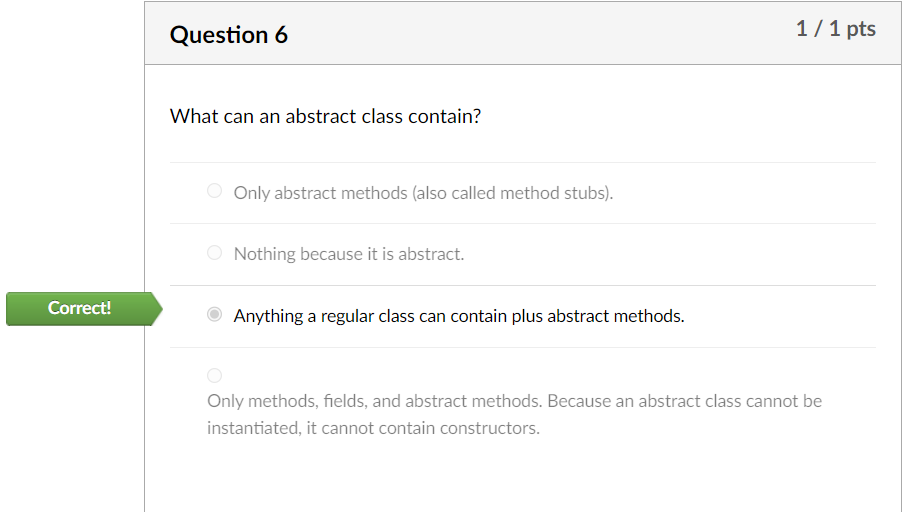 Question 6
1 / 1 pts
What can an abstract class contain?
Only abstract methods (also called method stubs).
Nothing because it is abstract.
Correct!
Anything a regular class can contain plus abstract methods.
Only methods, fields, and abstract methods. Because an abstract class cannot be
instantiated, it cannot contain constructors.